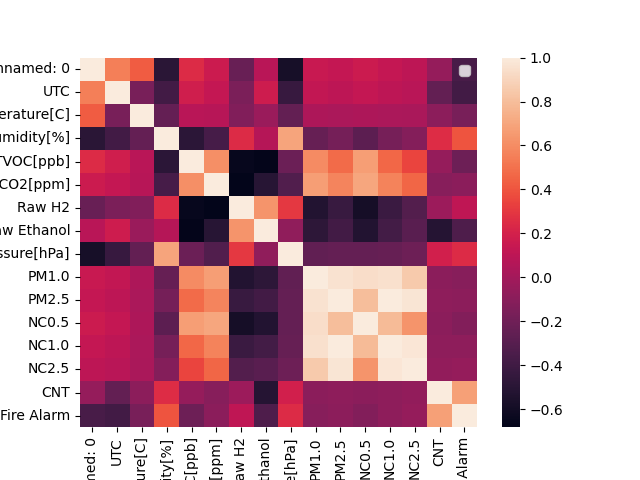 nnamed: 0
UTC
erature[C]
umidity[%]
TVOC[ppb]
CO2[ppm]
Raw H2
aw Ethanol
ssure[hPa]
PM1.0
PM2.5
NC0.5
NC1.0
NC2.5
CNT
Fire Alarm
med: 0
UTC
ure[C]
ity[%]
C[ppb]
[ppm]
aw H2
thanol
e[hPa]
PM1.0
PM2.5
NC0.5
NC1.0
NC2.5
CNT
Alarm
1.0
0.8
0.6
0.4
0.2
0.0
−0.2
−0.4
−0.6